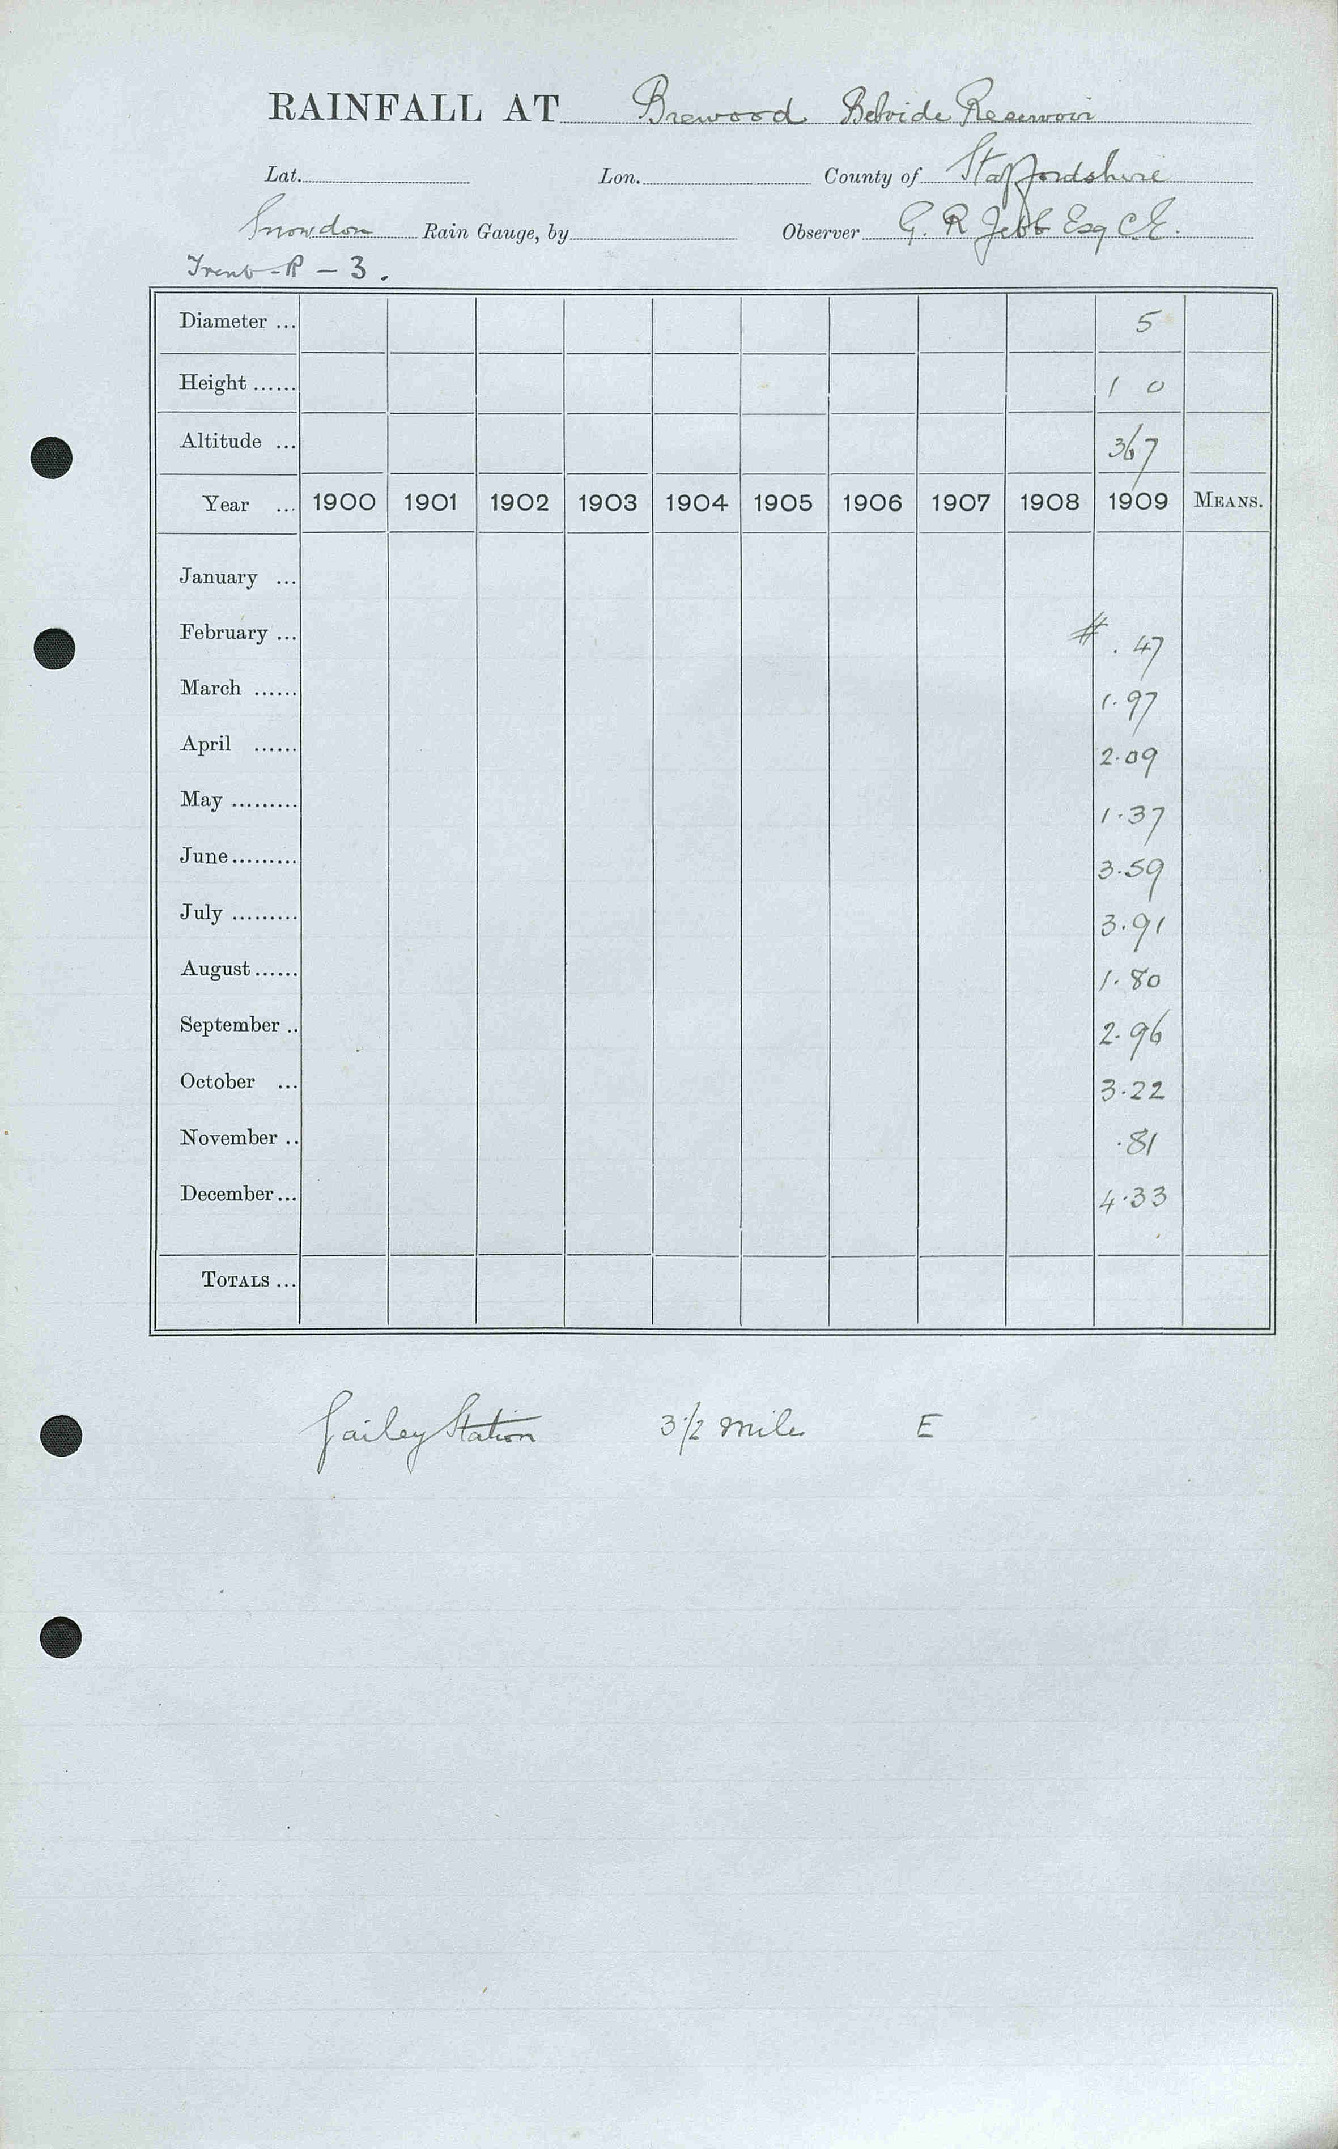 RAINFALL AT Brewood Belvide Reservoir
Lat. Lon. County of Staffordshire
Snowdon Rain Gauge, by Observer G. R Jebb Esq C.E.
Trent-R-3.
Diameter ... 5
Height ...... 1 0
Altitude ... 367
Year ... 1900 1901 1902 1903 1904 1905 1906 1907 1908 1909 MEANS.
January ...
February ... # .47
March ...... 1.97
April ...... 2.09
May ......... 1.37
June ......... 3.59
July ......... 3.91
August ...... 1.80
September .. 2.96
October ... 3.22
November .. .81
December ... 4.33
TOTALS ...
Gailey Station 3 1/2 mile E